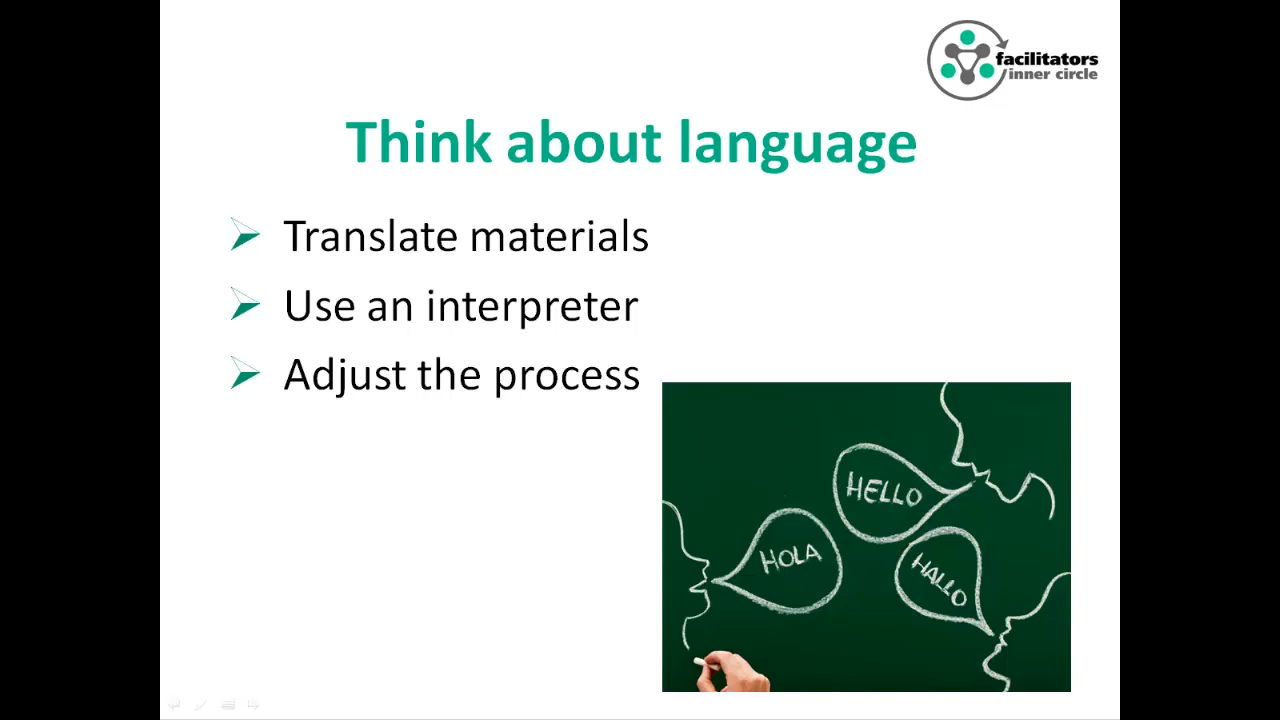 facilitators
inner circle
Think about language
Translate materials
Use an interpreter
Adjust the process
HELLO
HOLA
HALLO